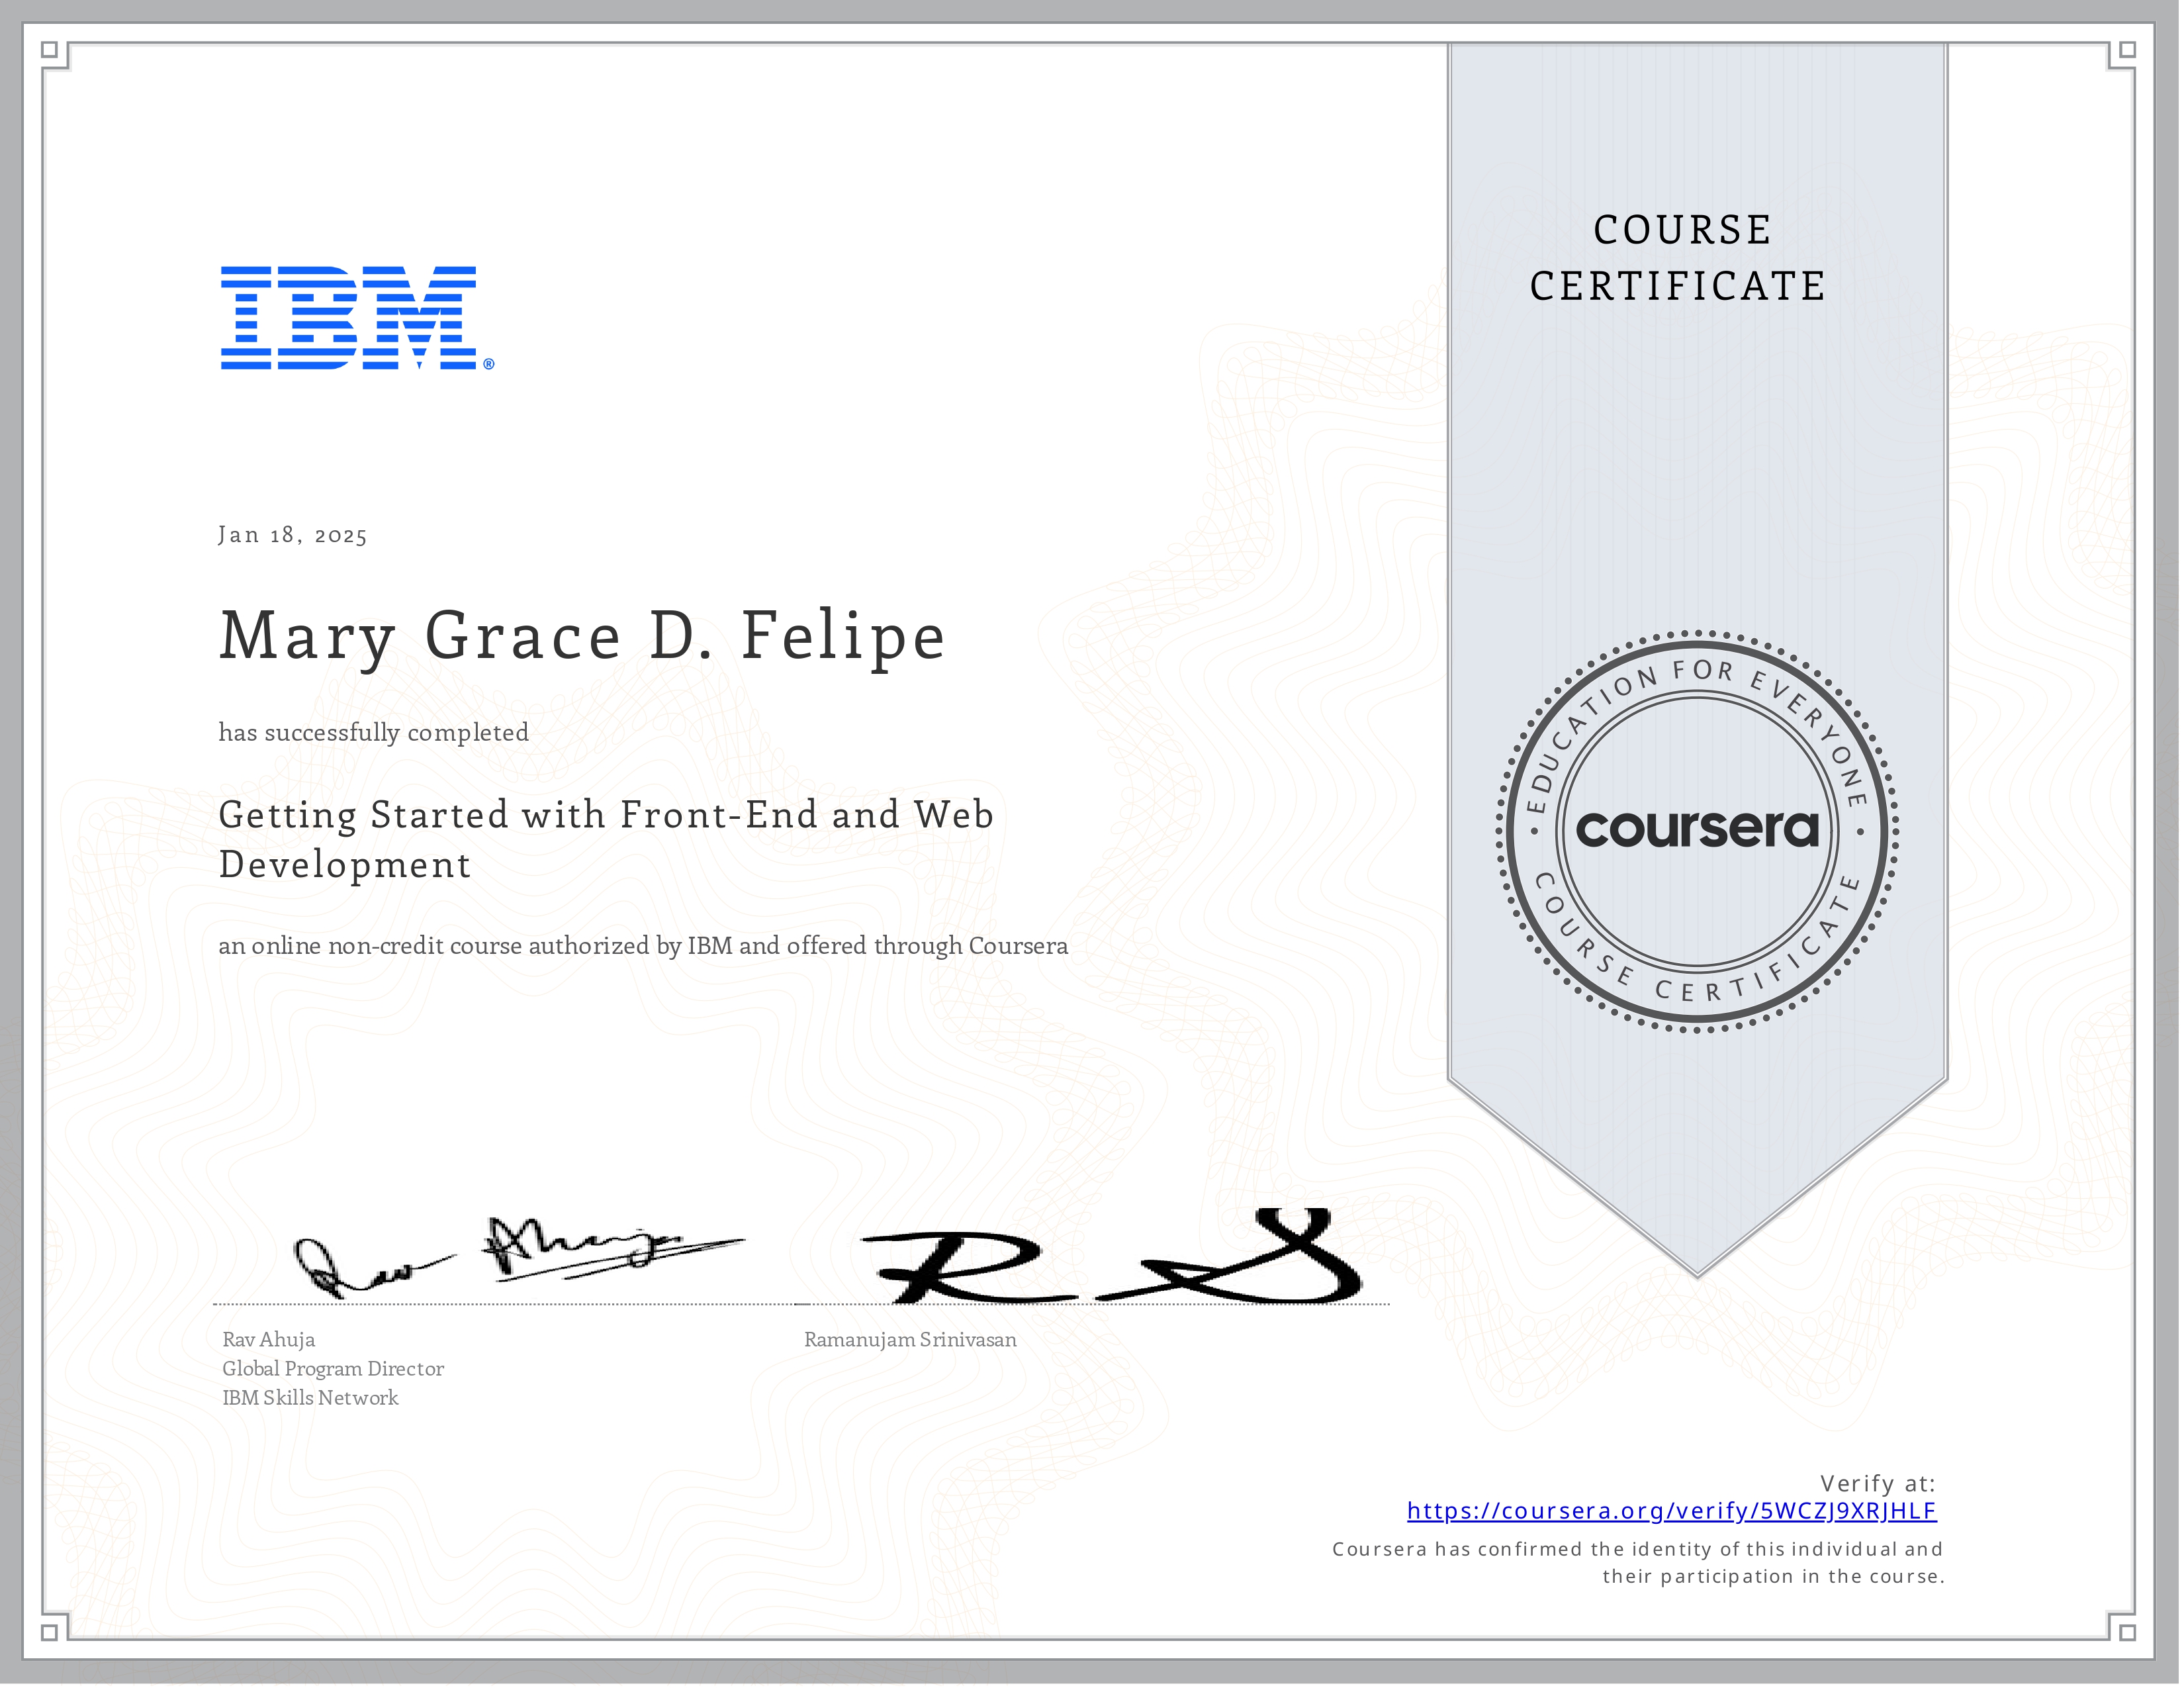 IBM®
COURSE
CERTIFICATE
Jan 18, 2025
Mary Grace D. Felipe
has successfully completed
Getting Started with Front-End and Web
Development
an online non-credit course authorized by IBM and offered through Coursera
EDUCATION FOR EVERYONE
coursera
COURSE CERTIFICATE
Rav Ahuja
Global Program Director
IBM Skills Network
Ramanujam Srinivasan
Verify at:
https://coursera.org/verify/5WCZJ9XRJHLF
Coursera has confirmed the identity of this individual and
their participation in the course.